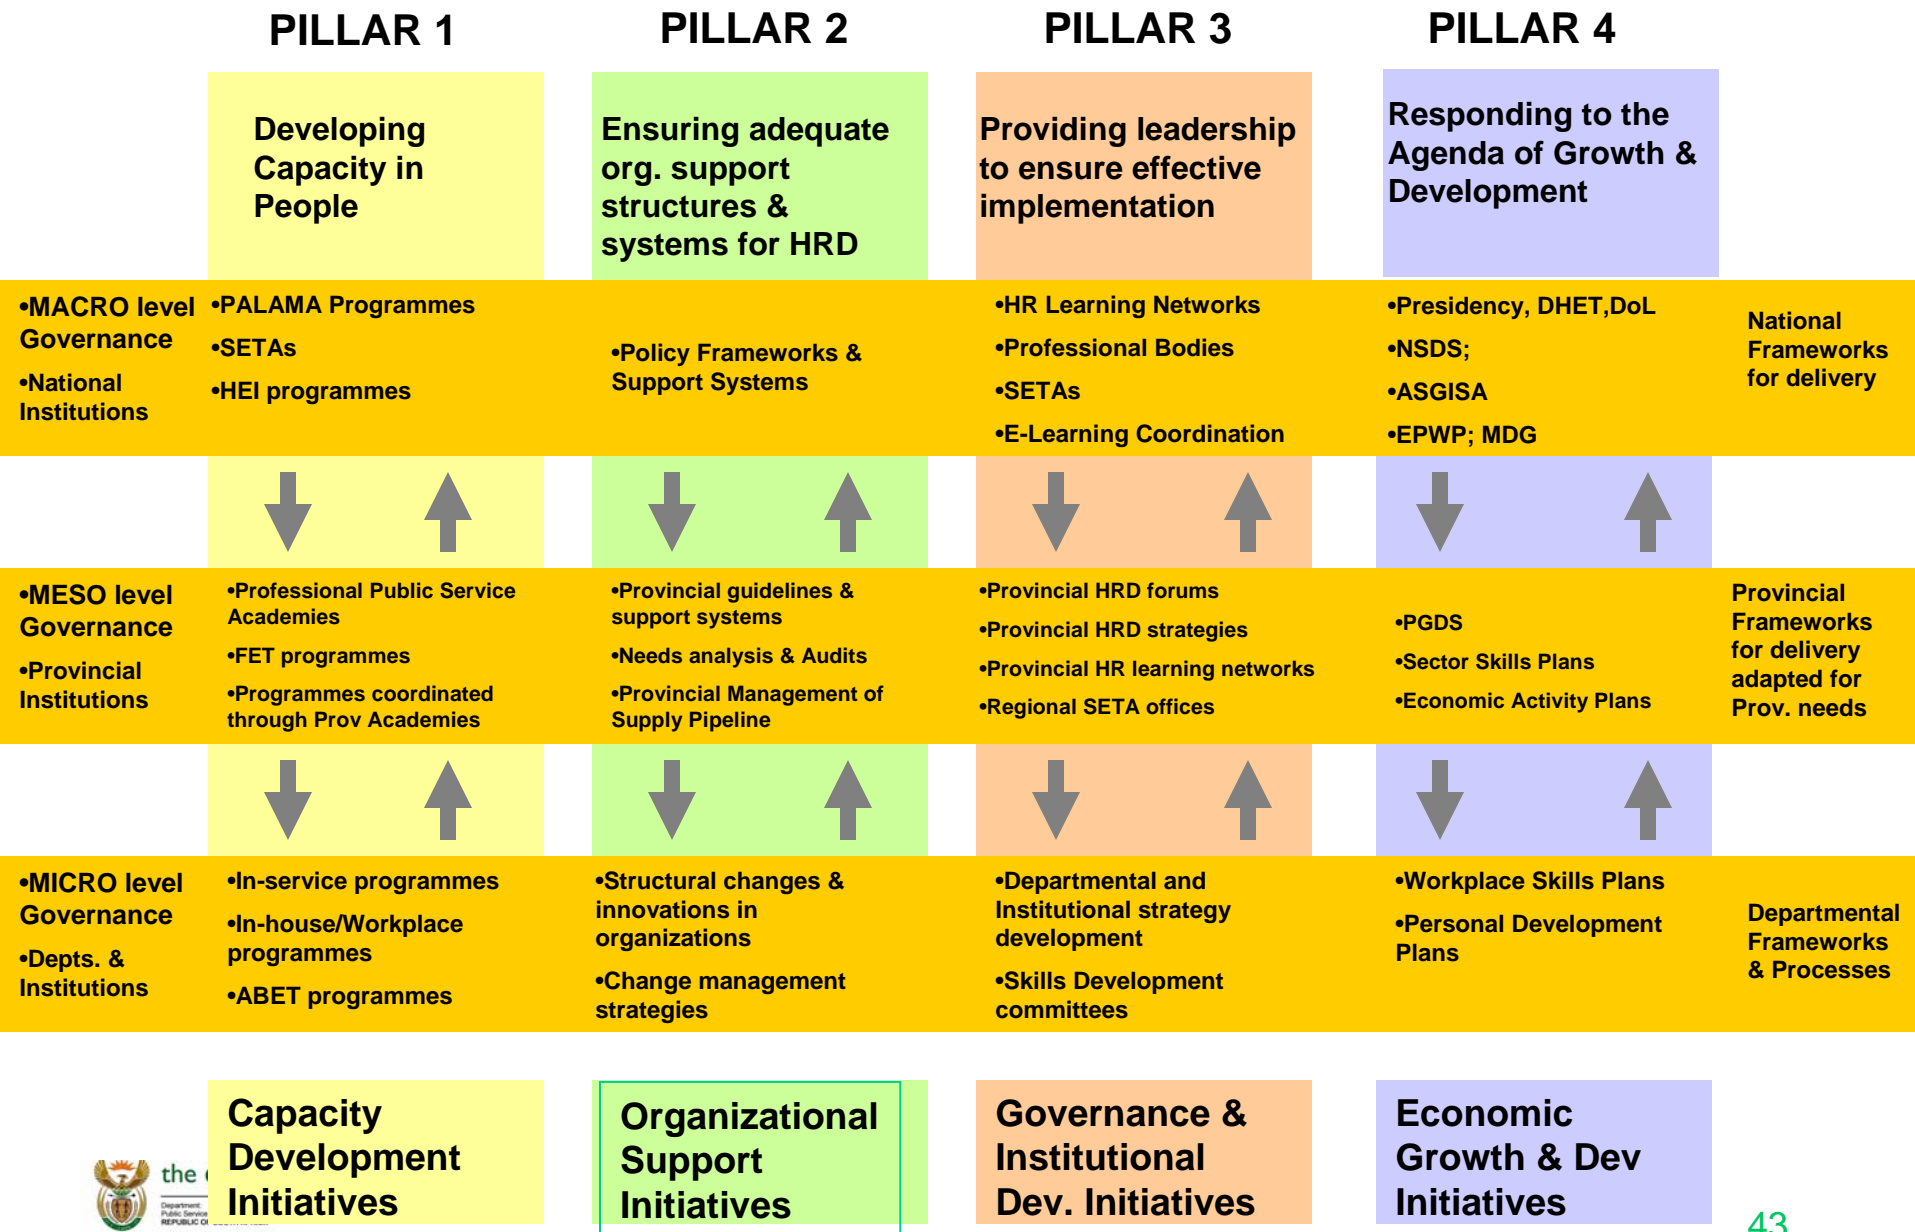 PILLAR 1
PILLAR 2
PILLAR 3
PILLAR 4
Developing
Capacity in
People
Ensuring adequate
org. support
structures &
systems for HRD
Providing leadership
to ensure effective
implementation
Responding to the
Agenda of Growth &
Development
•MACRO level
Governance
•National
Institutions
•PALAMA Programmes
•SETAs
•HEI programmes
•Policy Frameworks &
Support Systems
•HR Learning Networks
•Professional Bodies
•SETAs
•E-Learning Coordination
•Presidency, DHET,DoL
•NSDS;
•ASGISA
•EPWP; MDG
National
Frameworks
for delivery
•MESO level
Governance
•Provincial
Institutions
•Professional Public Service
Academies
•FET programmes
•Programmes coordinated
through Prov Academies
•Provincial guidelines &
support systems
•Needs analysis & Audits
•Provincial Management of
Supply Pipeline
•Provincial HRD forums
•Provincial HRD strategies
•Provincial HR learning networks
•Regional SETA offices
•PGDS
•Sector Skills Plans
•Economic Activity Plans
Provincial
Frameworks
for delivery
adapted for
Prov. needs
•MICRO level
Governance
•Depts. &
Institutions
•In-service programmes
•In-house/Workplace
programmes
•ABET programmes
•Structural changes &
innovations in
organizations
•Change management
strategies
•Departmental and
Institutional strategy
development
•Skills Development
committees
•Workplace Skills Plans
•Personal Development
Plans
Departmental
Frameworks
& Processes
Capacity
Development
Initiatives
Organizational
Support
Initiatives
Governance &
Institutional
Dev. Initiatives
Economic
Growth & Dev
Initiatives
the
Department:
Public Service
REPUBLIC
43